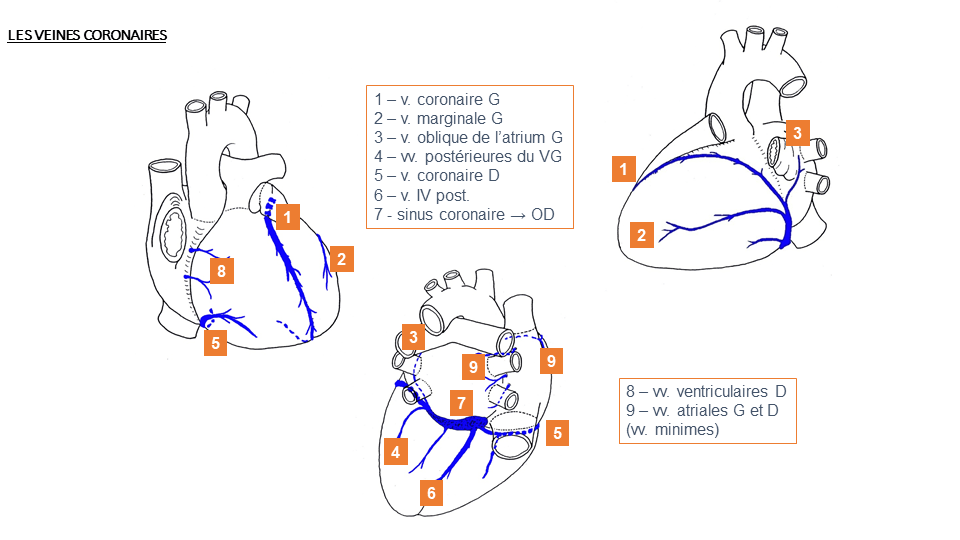 LES VEINES CORONAIRES
1 – v. coronaire G
2 – v. marginale G
3 – v. oblique de l’atrium G
4 – vv. postérieures du VG
5 – v. coronaire D
6 – v. IV post.
7 - sinus coronaire → OD
1
2
8
5
3
1
2
3
9
9
7
5
4
6
8 – vv. ventriculaires D
9 – vv. atriales G et D
(vv. minimes)